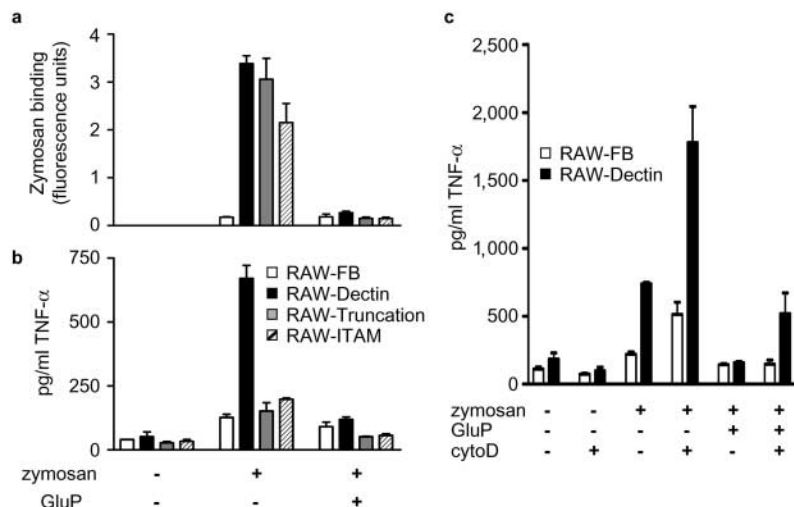 a
Zymosan binding
(fluorescence units)
4
3
2
1
0
b
pg/ml TNF-α
750
500
250
0
RAW-FB
RAW-Dectin
RAW-Truncation
RAW-ITAM
zymosan - + +
GluP - - +
c
pg/ml TNF-α
2,500
2,000
1,500
1,000
500
0
RAW-FB
RAW-Dectin
zymosan - - + + + +
GluP - - - - + +
cytoD - + - + - +